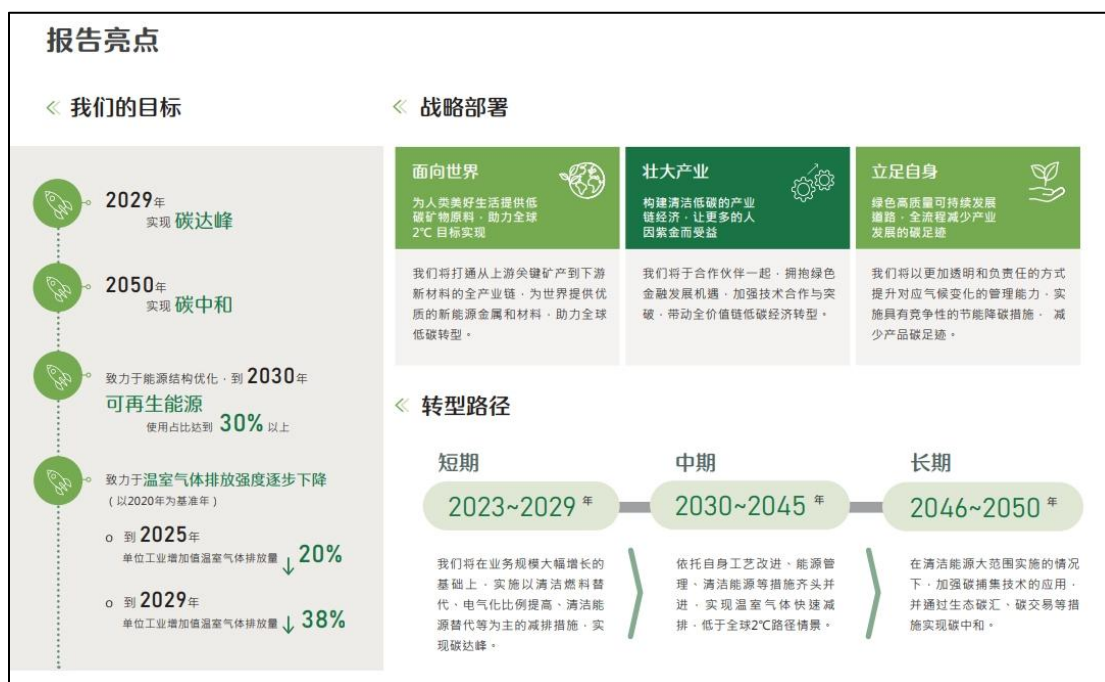 报告亮点
我们的目标
2029年
实现 碳达峰
2050年
实现 碳中和
致力于能源结构优化，到 2030年
可再生能源
使用占比达到 30% 以上
致力于温室气体排放强度逐步下降
（以2020年为基准年）
o 到 2025年
单位工业增加值温室气体排放量 ↓ 20%
o 到 2029年
单位工业增加值温室气体排放量 ↓ 38%
战略部署
面向世界
为人类美好生活提供低
碳矿物原料，助力全球
2℃ 目标实现
我们将打通从上游关键矿产到下游
新材料的全产业链，为世界提供优
质的新能源金属和材料，助力全球
低碳转型。
壮大产业
构建清洁低碳的产业
链经济，让更多的人
因紫金而受益
我们将于合作伙伴一起，拥抱绿色
金融发展机遇，加强技术合作与突
破，带动全价值链低碳经济转型。
立足自身
绿色高质量可持续发展
道路，全流程减少产业
发展的碳足迹
我们将以更加透明和负责任的方式
提升对应气候变化的管理能力，实
施具有竞争性的节能降碳措施， 减
少产品碳足迹。
转型路径
短期
2023~2029 年
我们将在业务规模大幅增长的
基础上，实施以清洁燃料替
代、电气化比例提高、清洁能
源替代等为主的减排措施，实
现碳达峰。
中期
2030~2045 年
依托自身工艺改进、能源管
理、清洁能源等措施齐头并
进，实现温室气体快速减
排，低于全球2℃路径情景。
长期
2046~2050 年
在清洁能源大范围实施的情况
下，加强碳捕集技术的应用，
并通过生态碳汇、碳交易等措
施实现碳中和。